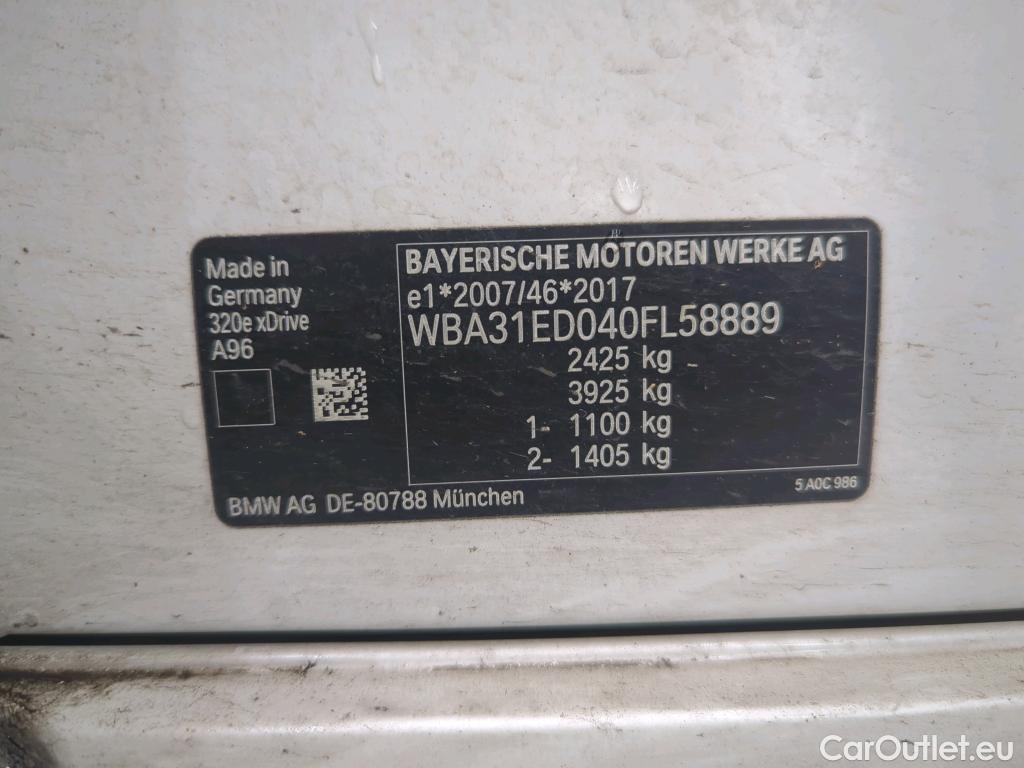 Made in
Germany
320e xDrive
A96
BAYERISCHE MOTOREN WERKE AG
e1*2007/46*2017
WBA31ED040FL58889
2425 kg
3925 kg
1- 1100 kg
2- 1405 kg
BMW AG DE-80788 München
5 A0C 986
CarOutlet.eu